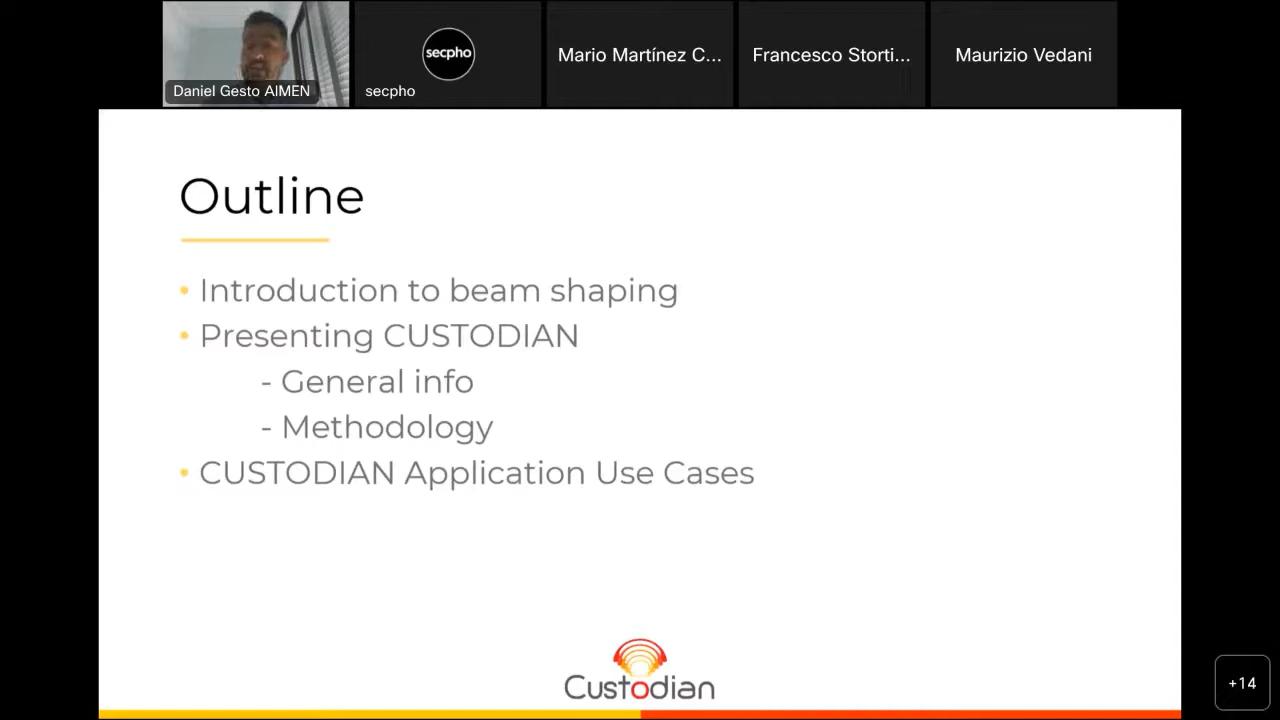 secpho
Mario Martínez C...
Francesco Storti...
Maurizio Vedani
Daniel Gesto AIMEN
secpho
Outline
• Introduction to beam shaping
• Presenting CUSTODIAN
- General info
- Methodology
• CUSTODIAN Application Use Cases
Custodian
+14